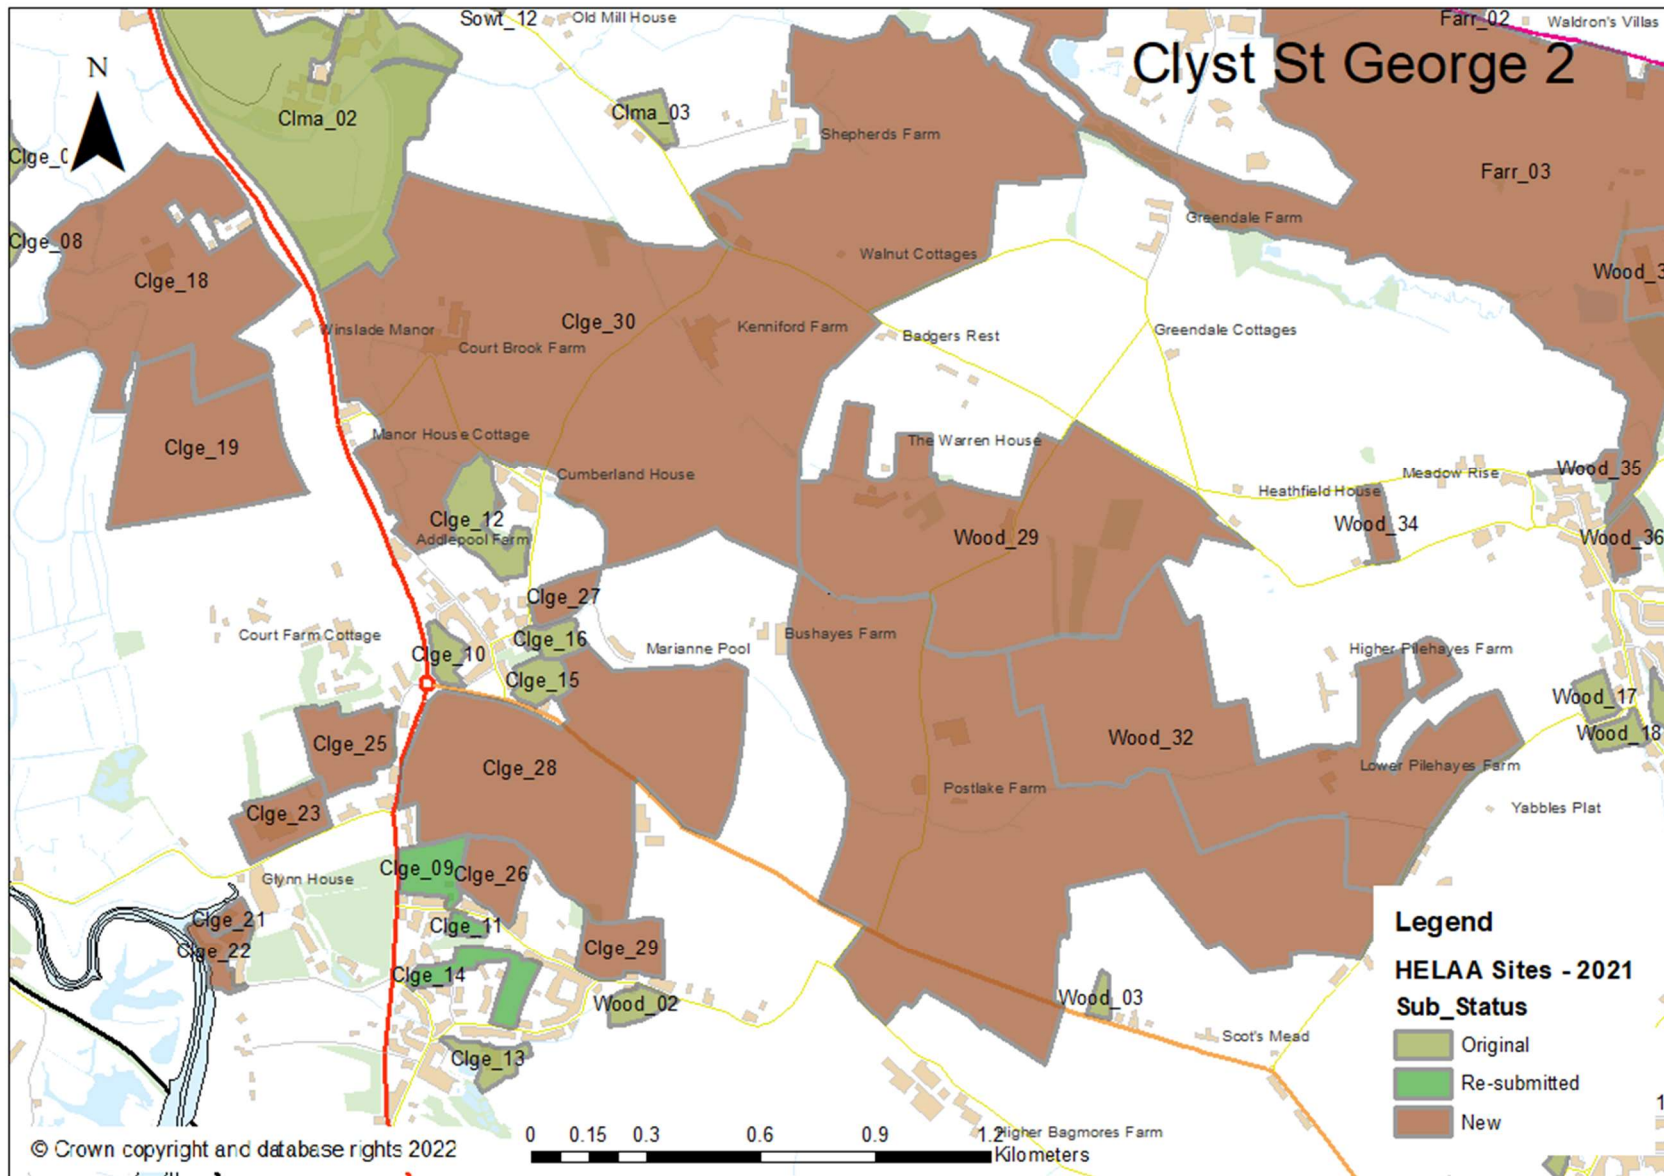 Sowt_12
Old Mill House
Farr_02
Waldron's Villas
Clyst St George 2
N
Clma_02
Clma_03
Shepherds Farm
Clge_0
Farr_03
Greendale Farm
Clge_08
Walnut Cottages
Wood_3
Clge_18
Clge_30
Winslade Manor
Court Brook Farm
Kenniford Farm
Badgers Rest
Greendale Cottages
Manor House Cottage
The Warren House
Clge_19
Cumberland House
Meadow Rise
Wood_35
Heathfield House
Clge_12
Addlepool Farm
Wood_29
Wood_34
Wood_36
Clge_27
Court Farm Cottage
Clge_16
Marianne Pool
Bushayes Farm
Clge_10
Higher Pilehayes Farm
Clge_15
Wood_17
Clge_25
Clge_28
Wood_32
Wood_18
Lower Pilehayes Farm
Postlake Farm
Clge_23
Yabbles Plat
Glynn House
Clge_09
Clge_26
Clge_21
Clge_11
Clge_22
Clge_29
Clge_14
Wood_02
Wood_03
Scot's Mead
Clge_13
Legend
HELAA Sites - 2021
Sub_Status
Original
Re-submitted
New
1
© Crown copyright and database rights 2022
0 0.15 0.3 0.6 0.9 1.2
Kilometers
Higher Bagmores Farm